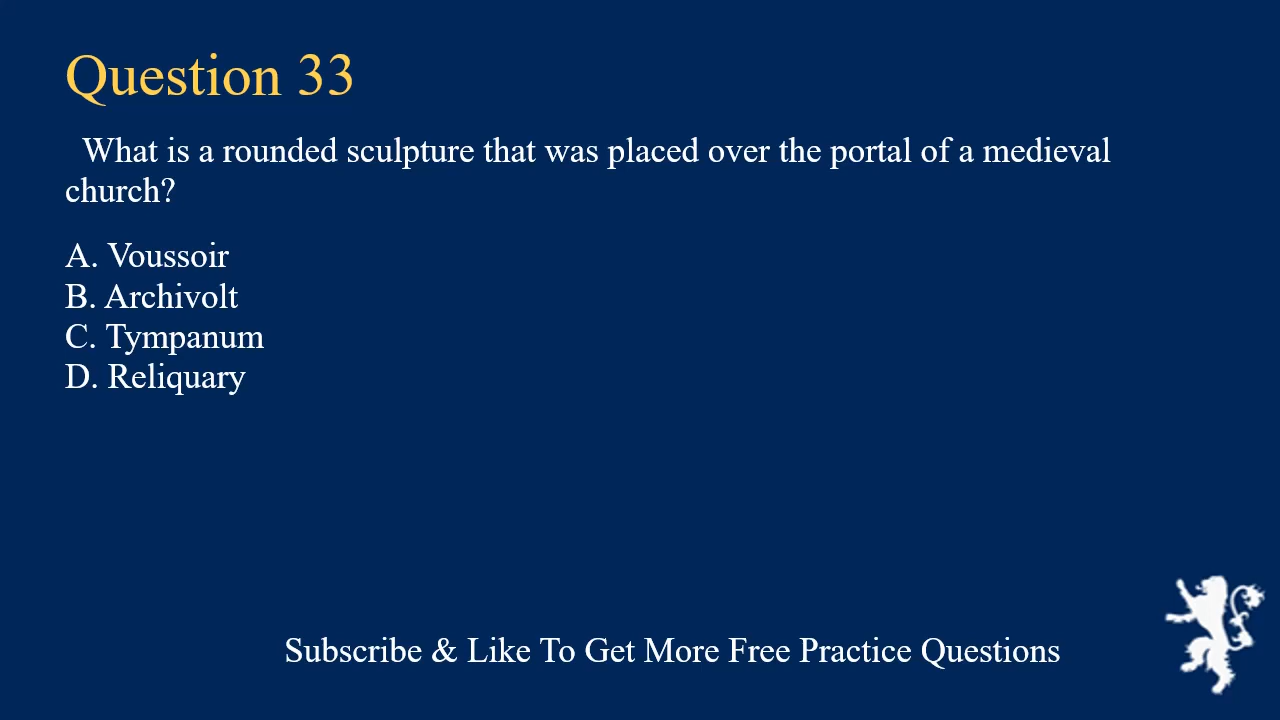 Question 33
What is a rounded sculpture that was placed over the portal of a medieval
church?
A. Voussoir
B. Archivolt
C. Tympanum
D. Reliquary
Subscribe & Like To Get More Free Practice Questions